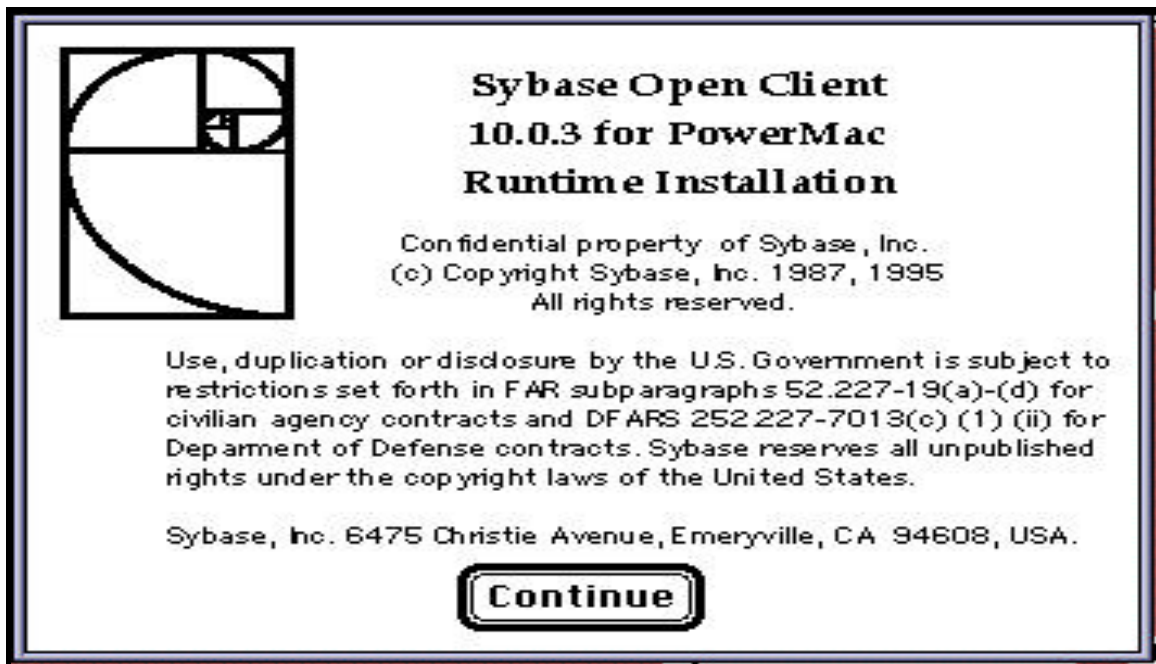 Sybase Open Client
10.0.3 for PowerMac
Runtime Installation
Confidential property of Sybase, Inc.
(c) Copyright Sybase, Inc. 1987, 1995
All rights reserved.
Use, duplication or disclosure by the U.S. Government is subject to
restrictions set forth in FAR subparagraphs 52.227-19(a)-(d) for
civilian agency contracts and DFARS 252.227-7013(c) (1) (ii) for
Deparment of Defense contracts. Sybase reserves all unpublished
rights under the copyright laws of the United States.
Sybase, Inc. 6475 Christie Avenue, Emeryville, CA 94608, USA.
Continue